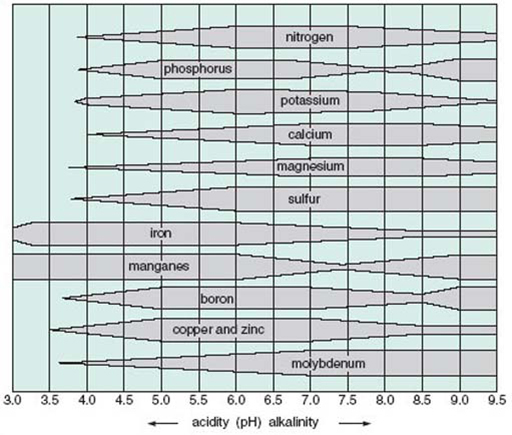 nitrogen
phosphorus
potassium
calcium
magnesium
sulfur
iron
manganes
boron
copper and zinc
molybdenum
3.0 3.5 4.0 4.5 5.0 5.5 6.0 6.5 7.0 7.5 8.0 8.5 9.0 9.5
acidity (pH) alkalinity